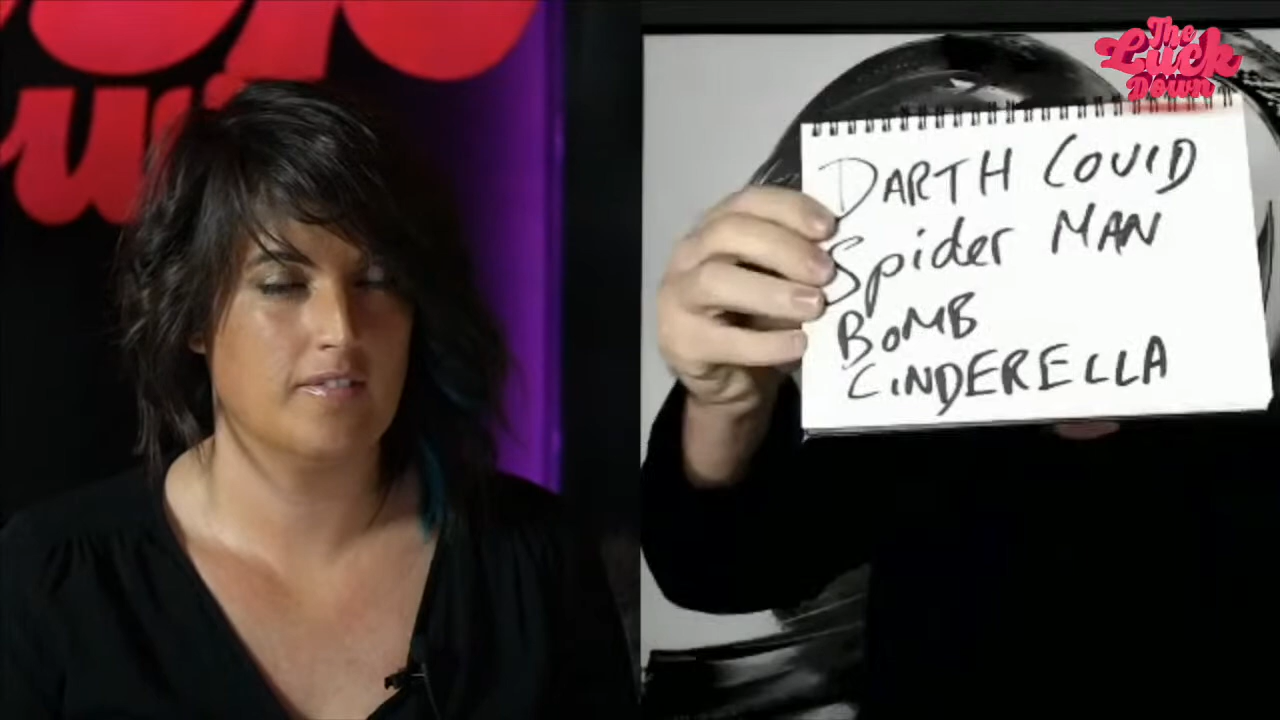 The
Luck
Down
DARTH COVID
Spider MAN
BOMB
CINDERELLA